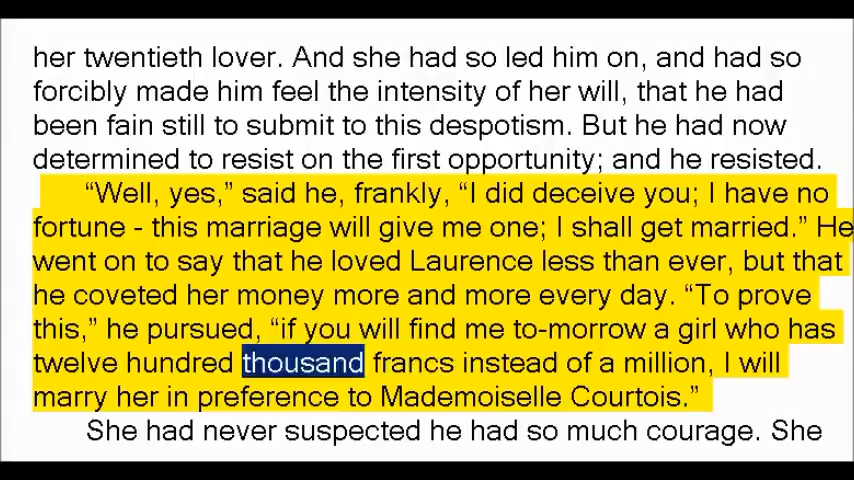 her twentieth lover. And she had so led him on, and had so
forcibly made him feel the intensity of her will, that he had
been fain still to submit to this despotism. But he had now
determined to resist on the first opportunity; and he resisted.
“Well, yes,” said he, frankly, “I did deceive you; I have no
fortune - this marriage will give me one; I shall get married.” He
went on to say that he loved Laurence less than ever, but that
he coveted her money more and more every day. “To prove
this,” he pursued, “if you will find me to-morrow a girl who has
twelve hundred thousand francs instead of a million, I will
marry her in preference to Mademoiselle Courtois.”
She had never suspected he had so much courage. She